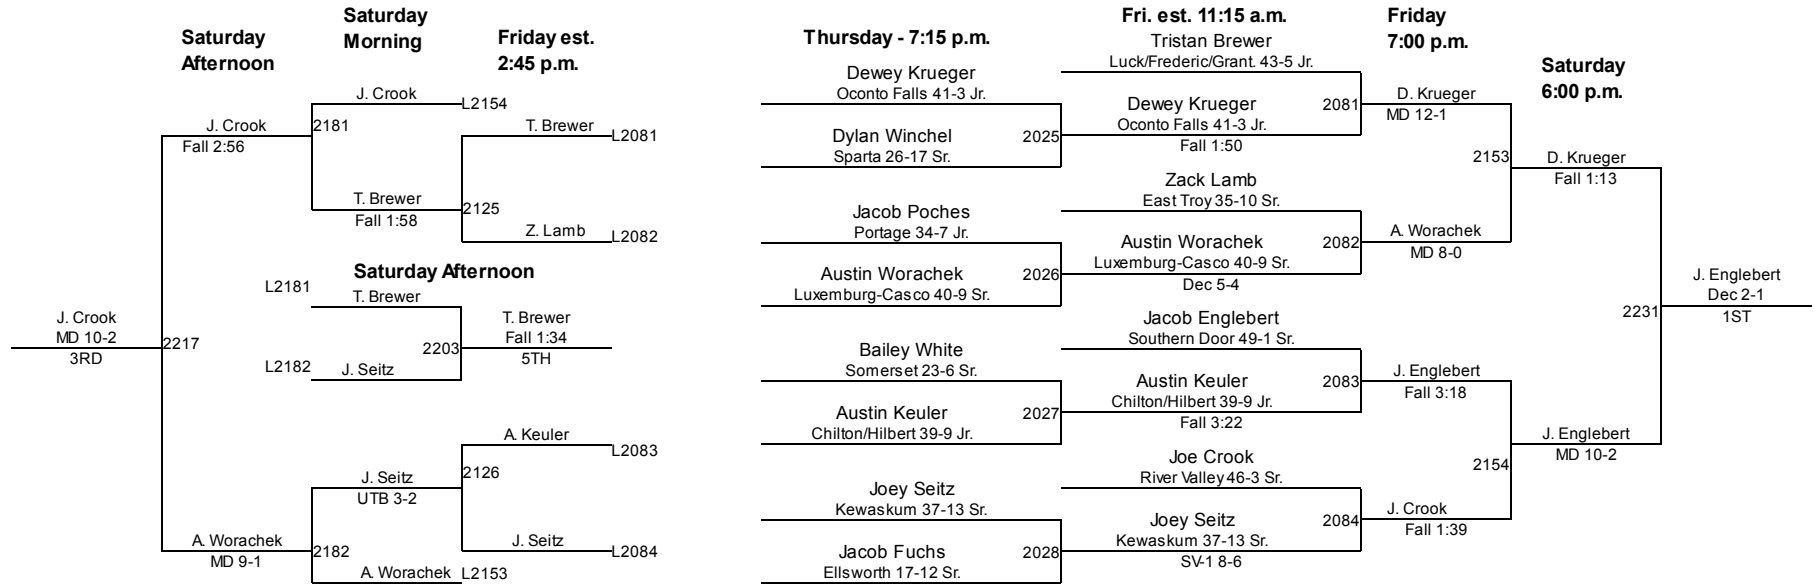 Saturday
Afternoon
Saturday
Morning
Friday est.
2:45 p.m.
J. Crook
L2154
J. Crook
2181
Fall 2:56
T. Brewer
L2081
T. Brewer
2125
Fall 1:58
Z. Lamb
L2082
Saturday Afternoon
L2181
T. Brewer
J. Crook
MD 10-2
3RD
2217
T. Brewer
Fall 1:34
5TH
2203
L2182
J. Seitz
A. Keuler
L2083
J. Seitz
2126
UTB 3-2
J. Seitz
L2084
A. Worachek
2182
MD 9-1
A. Worachek
L2153
Thursday - 7:15 p.m.
Dewey Krueger
Oconto Falls 41-3 Jr.
Dylan Winchel
2025
Sparta 26-17 Sr.
Jacob Poches
Portage 34-7 Jr.
Austin Worachek
2026
Luxemburg-Casco 40-9 Sr.
Bailey White
Somerset 23-6 Sr.
Austin Keuler
2027
Chilton/Hilbert 39-9 Jr.
Joey Seitz
Kewaskum 37-13 Sr.
Jacob Fuchs
2028
Ellsworth 17-12 Sr.
Fri. est. 11:15 a.m.
Tristan Brewer
Luck/Frederic/Grant. 43-5 Jr.
Dewey Krueger
2081
Oconto Falls 41-3 Jr.
Fall 1:50
Zack Lamb
East Troy 35-10 Sr.
Austin Worachek
2082
Luxemburg-Casco 40-9 Sr.
Dec 5-4
Jacob Englebert
Southern Door 49-1 Sr.
Austin Keuler
2083
Chilton/Hilbert 39-9 Jr.
Fall 3:22
Joe Crook
River Valley 46-3 Sr.
Joey Seitz
2084
Kewaskum 37-13 Sr.
SV-1 8-6
Friday
7:00 p.m.
D. Krueger
MD 12-1
2153
A. Worachek
MD 8-0
J. Englebert
Fall 3:18
2154
J. Crook
Fall 1:39
Saturday
6:00 p.m.
D. Krueger
Fall 1:13
2231
J. Englebert
MD 10-2
J. Englebert
Dec 2-1
1ST